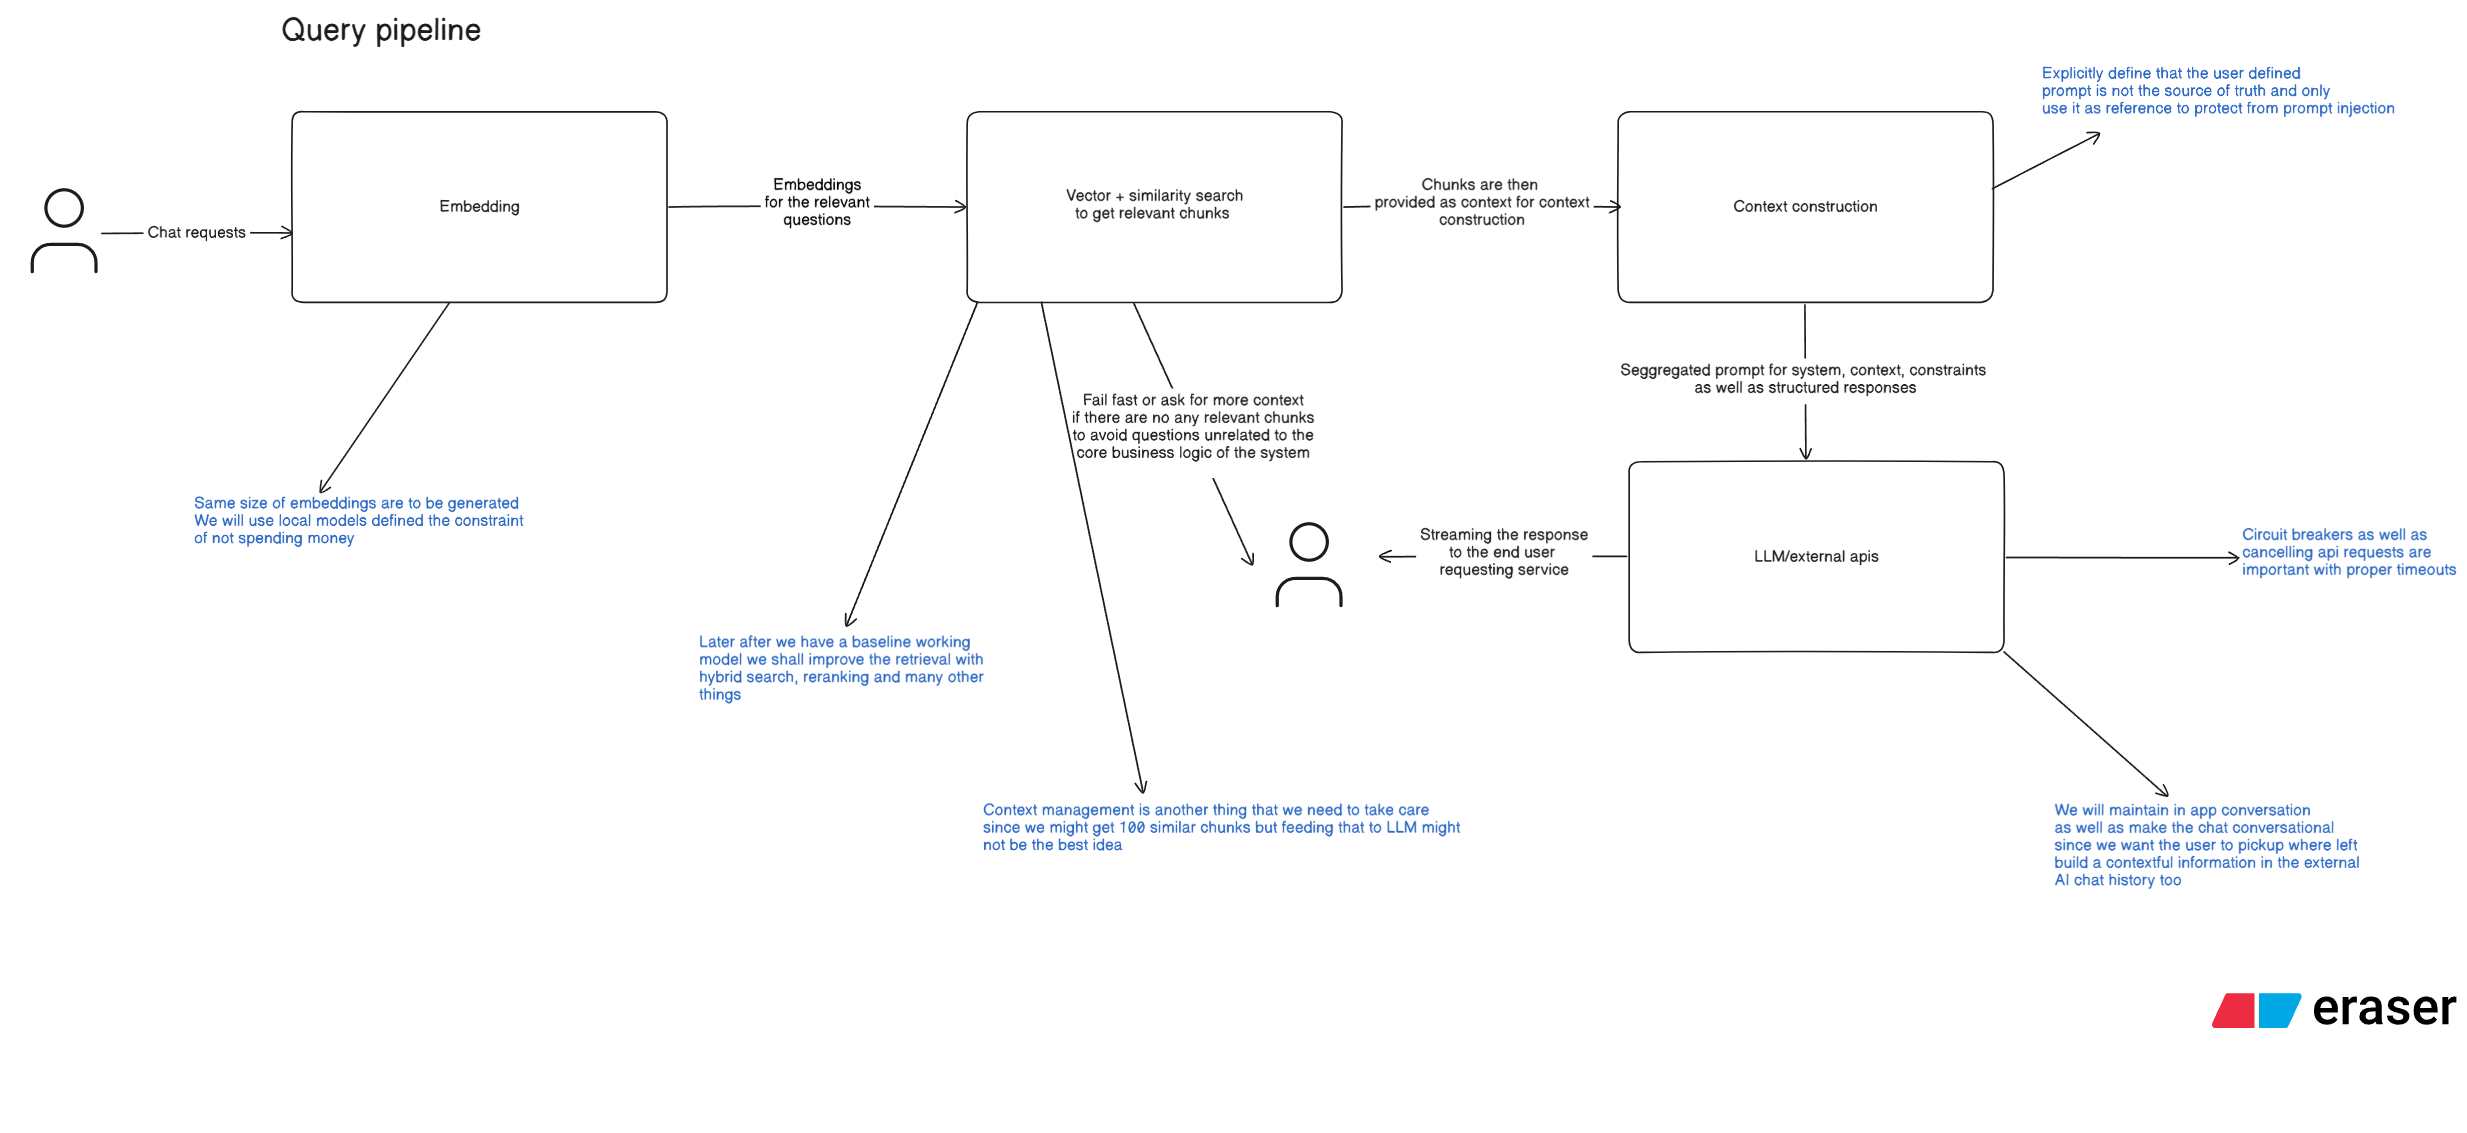 Query pipeline
Explicitly define that the user defined
prompt is not the source of truth and only
use it as reference to protect from prompt injection
Chat requests
Embedding
Embeddings
for the relevant
questions
Vector + similarity search
to get relevant chunks
Chunks are then
provided as context for context
construction
Context construction
Seggregated prompt for system, context, constraints
as well as structured responses
Fail fast or ask for more context
if there are no any relevant chunks
to avoid questions unrelated to the
core business logic of the system
Same size of embeddings are to be generated
We will use local models defined the constraint
of not spending money
Streaming the response
to the end user
requesting service
LLM/external apis
Circuit breakers as well as
cancelling api requests are
important with proper timeouts
Later after we have a baseline working
model we shall improve the retrieval with
hybrid search, reranking and many other
things
Context management is another thing that we need to take care
since we might get 100 similar chunks but feeding that to LLM might
not be the best idea
We will maintain in app conversation
as well as make the chat conversational
since we want the user to pickup where left
build a contextful information in the external
AI chat history too
eraser